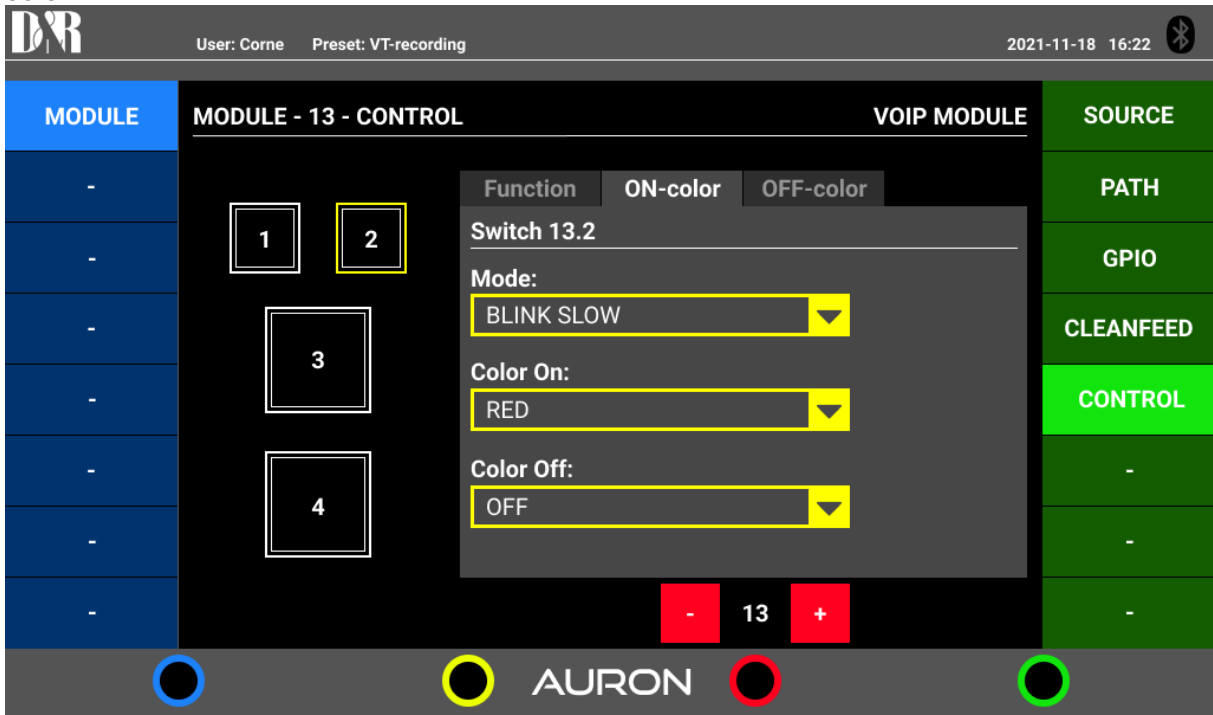 D&R
User: Corne Preset: VT-recording 2021-11-18 16:22
MODULE
-
-
-
-
-
-
-
MODULE - 13 - CONTROL VOIP MODULE
1 2
3
4
Function ON-color OFF-color
Switch 13.2
Mode:
BLINK SLOW
Color On:
RED
Color Off:
OFF
- 13 +
SOURCE
PATH
GPIO
CLEANFEED
CONTROL
-
-
-
AURON